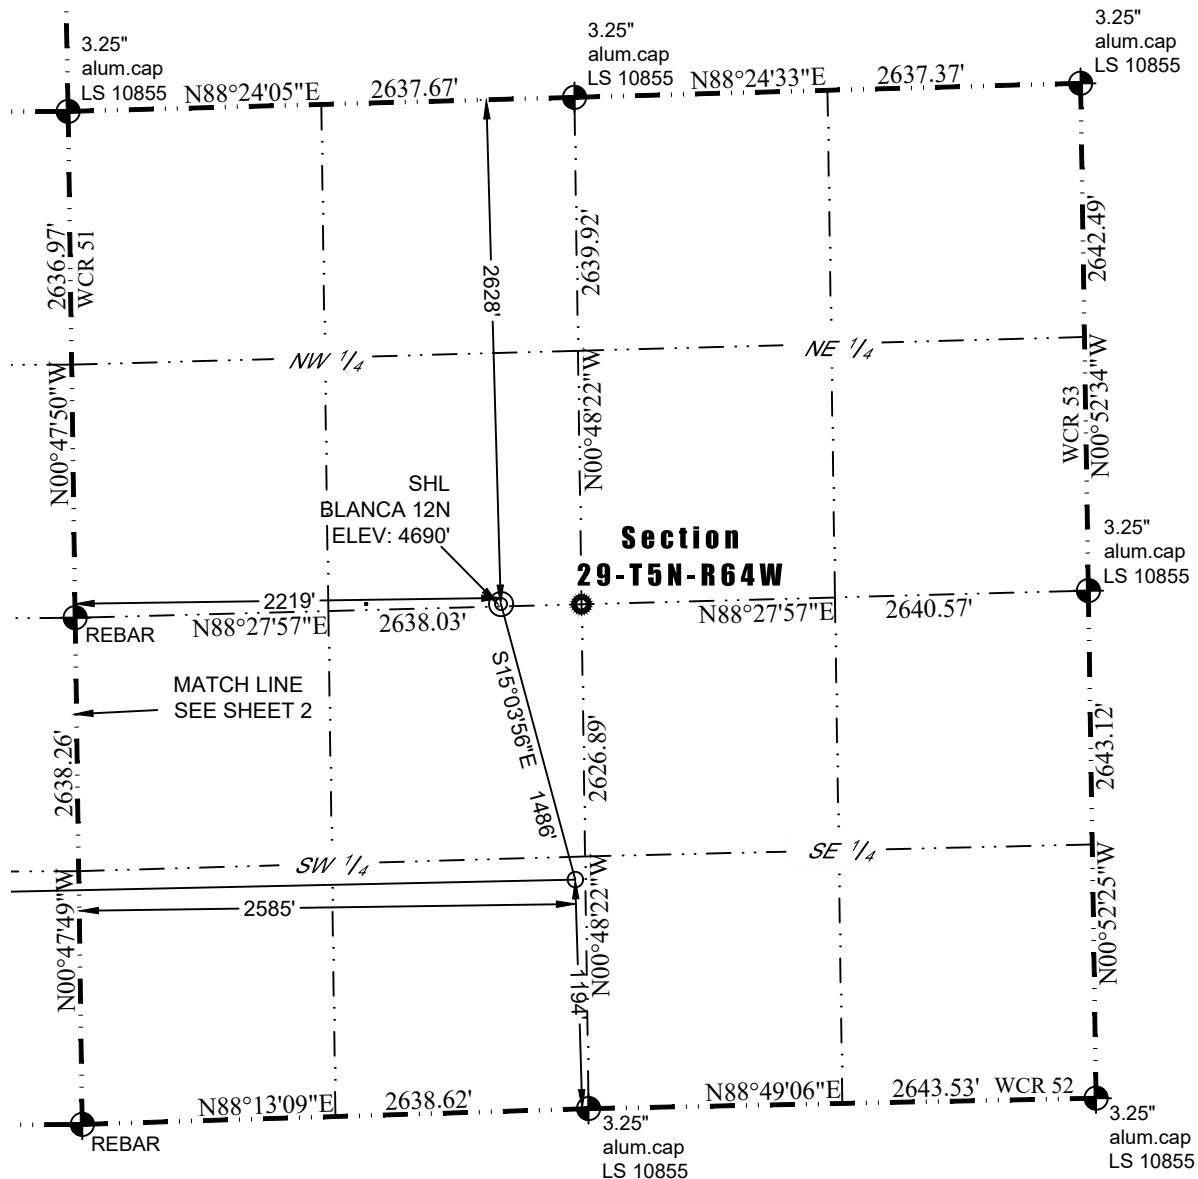 3.25"
alum.cap
LS 10855
3.25"
alum.cap
LS 10855
3.25"
alum.cap
LS 10855
N88°24'05"E
2637.67'
N88°24'33"E
2637.37'
2636.97'
WCR 51
2628'
2639.92'
2642.49'
NW 1/4
NE 1/4
N00°47'50"W
N00°48'22"W
WCR 53
N00°52'34"W
SHL
BLANCA 12N
ELEV: 4690'
Section
29-T5N-R64W
3.25"
alum.cap
LS 10855
2219'
REBAR
N88°27'57"E
2638.03'
N88°27'57"E
2640.57'
MATCH LINE
SEE SHEET 2
S15°03'56"E
1486'
2638.26'
2626.89'
2643.12'
SW 1/4
SE 1/4
2585'
N00°47'49"W
1194'
N00°48'22"W
N00°52'25"W
N88°13'09"E
2638.62'
N88°49'06"E
2643.53'
WCR 52
REBAR
3.25"
alum.cap
LS 10855
3.25"
alum.cap
LS 10855